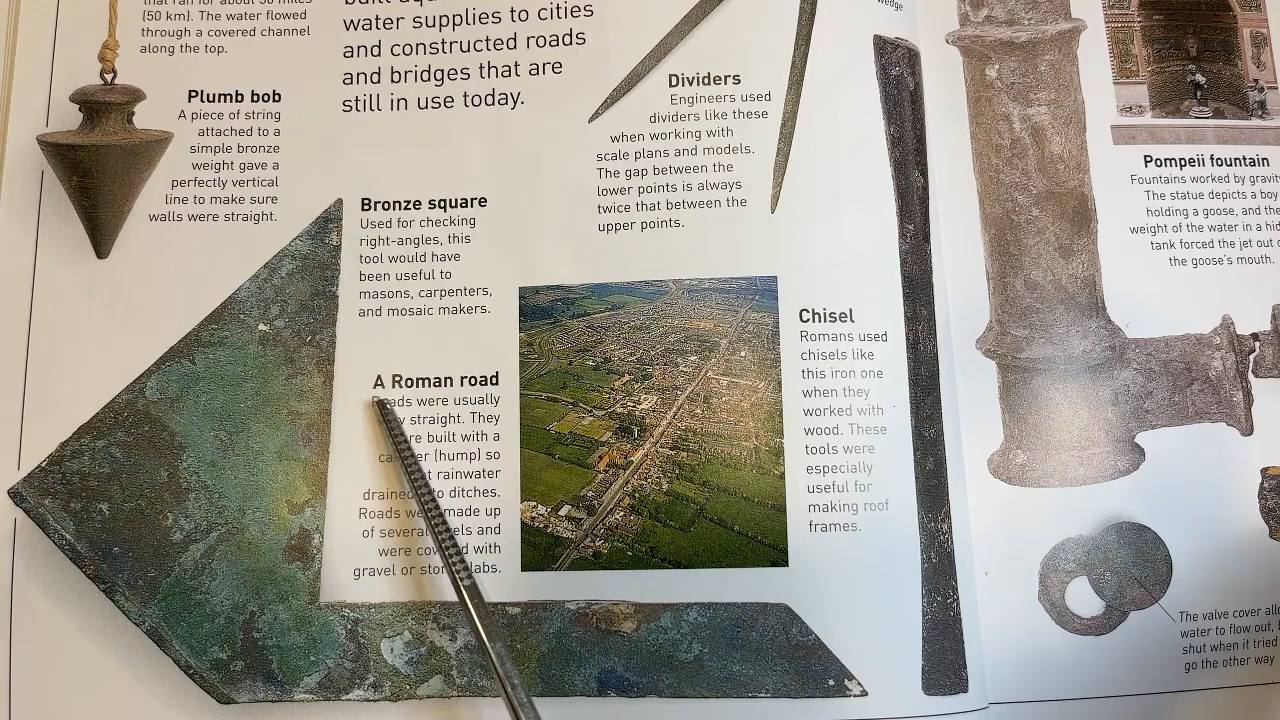 that ran for about 30 miles
(50 km). The water flowed
through a covered channel
along the top.
water supplies to cities
and constructed roads
and bridges that are
still in use today.
Plumb bob
A piece of string
attached to a
simple bronze
weight gave a
perfectly vertical
line to make sure
walls were straight.
Dividers
Engineers used
dividers like these
when working with
scale plans and models.
The gap between the
lower points is always
twice that between the
upper points.
Wedge
Bronze square
Used for checking
right-angles, this
tool would have
been useful to
masons, carpenters,
and mosaic makers.
A Roman road
Roads were usually
straight. They
built with a
(hump) so
rainwater
drained to ditches.
Roads made up
of several and
were with
gravel or
Chisel
Romans used
chisels like
this iron one
when they
worked with
wood. These
tools were
especially
useful for
making roof
frames.
Pompeii fountain
Fountains worked by
The statue depicts a boy
holding a goose, and the
weight of the water in a
tank forced the jet out
the goose's mouth.
The valve cover
water to flow out,
shut when it tried
go the other way